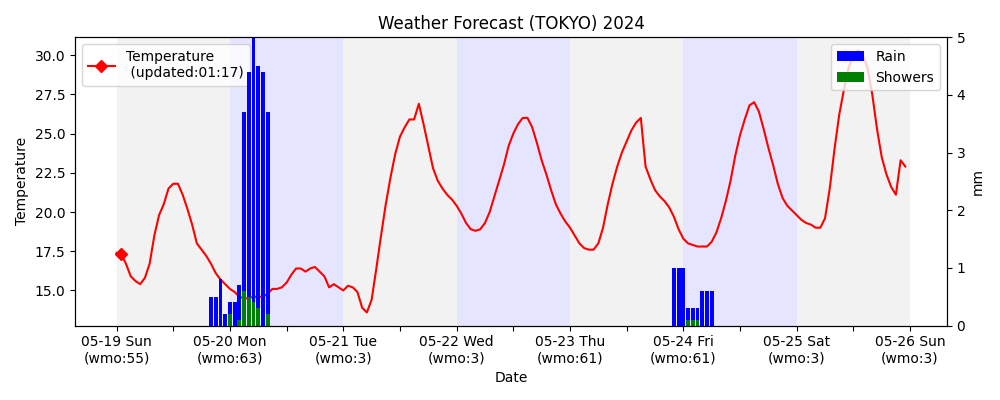 Weather Forecast (TOKYO) 2024
Temperature
(updated:01:17)
Rain
Showers
30.0
27.5
25.0
22.5
20.0
17.5
15.0
Temperature
5
4
3
2
1
0
mm
05-19 Sun
(wmo:55)
05-20 Mon
(wmo:63)
05-21 Tue
(wmo:3)
05-22 Wed
(wmo:3)
05-23 Thu
(wmo:61)
05-24 Fri
(wmo:61)
05-25 Sat
(wmo:3)
05-26 Sun
(wmo:3)
Date